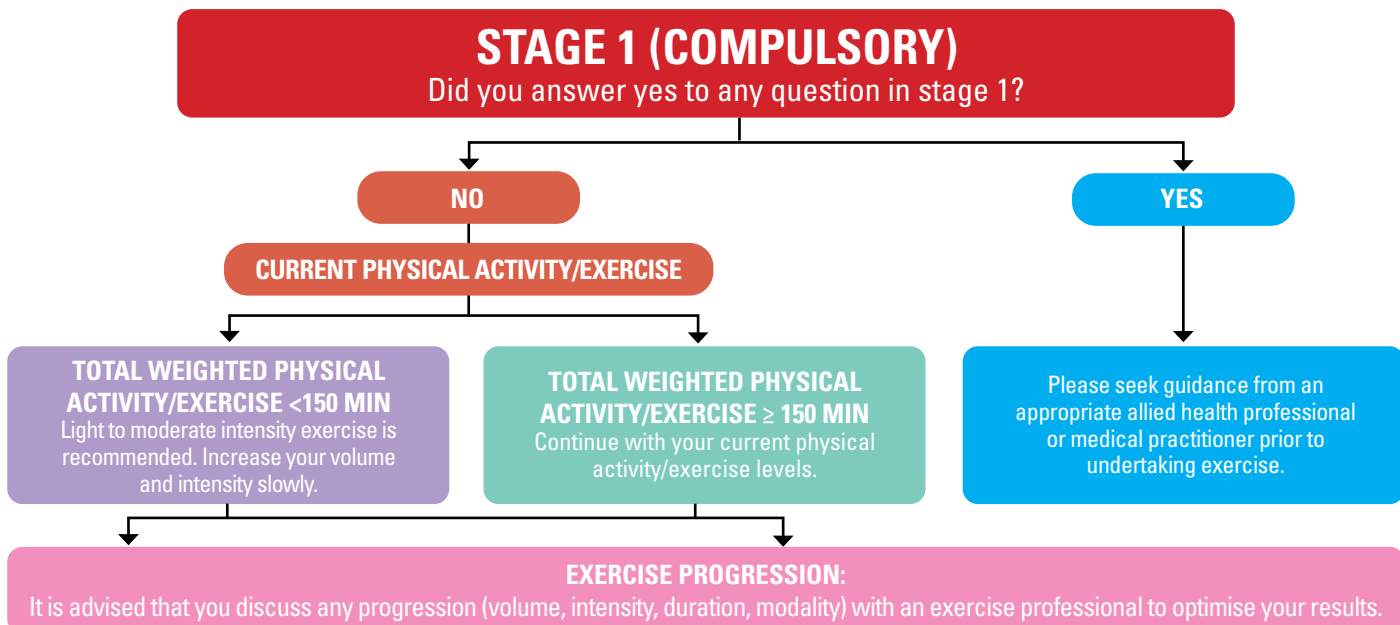 STAGE 1 (COMPULSORY)
Did you answer yes to any question in stage 1?
NO
YES
CURRENT PHYSICAL ACTIVITY/EXERCISE
TOTAL WEIGHTED PHYSICAL
ACTIVITY/EXERCISE <150 MIN
Light to moderate intensity exercise is
recommended. Increase your volume
and intensity slowly.
TOTAL WEIGHTED PHYSICAL
ACTIVITY/EXERCISE ≥ 150 MIN
Continue with your current physical
activity/exercise levels.
Please seek guidance from an
appropriate allied health professional
or medical practitioner prior to
undertaking exercise.
EXERCISE PROGRESSION:
It is advised that you discuss any progression (volume, intensity, duration, modality) with an exercise professional to optimise your results.